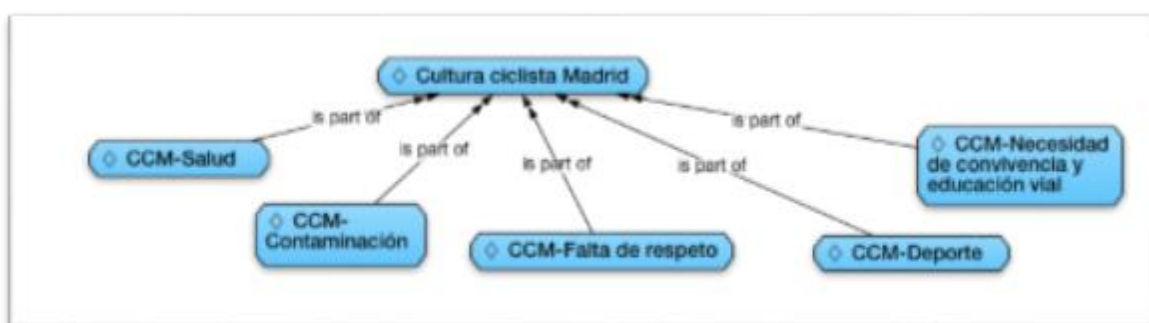 Cultura ciclista Madrid
is part of
is part of
is part of
is part of
is part of
CCM-Salud
CCM-Necesidad
de convivencia y
educación vial
CCM-
Contaminación
CCM-Falta de respeto
CCM-Deporte